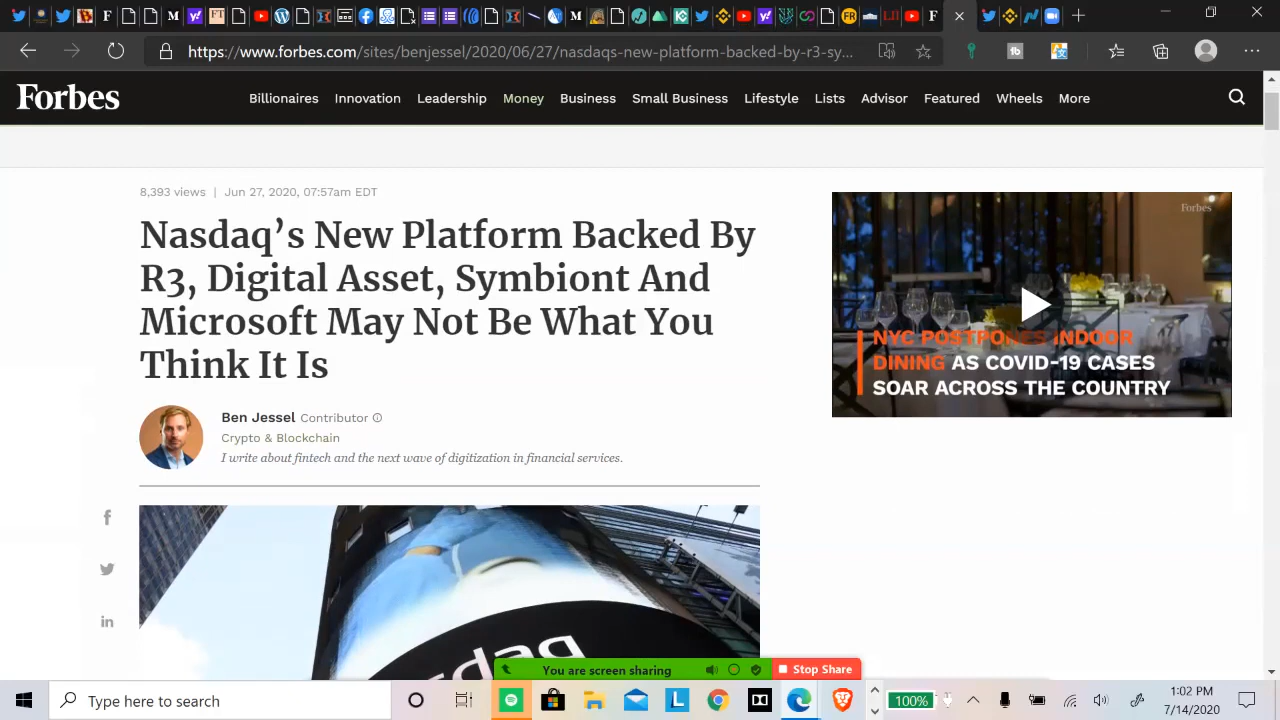 https://www.forbes.com/sites/benjessel/2020/06/27/nasdaqs-new-platform-backed-by-r3-sy...
Forbes
Billionaires Innovation Leadership Money Business Small Business Lifestyle Lists Advisor Featured Wheels More
8,393 views | Jun 27, 2020, 07:57am EDT
Nasdaq’s New Platform Backed By
R3, Digital Asset, Symbiont And
Microsoft May Not Be What You
Think It Is
Ben Jessel Contributor
Crypto & Blockchain
I write about fintech and the next wave of digitization in financial services.
Forbes
NYC POSTPONES INDOOR
DINING AS COVID-19 CASES
SOAR ACROSS THE COUNTRY
You are screen sharing Stop Share
Type here to search
100%
1:02 PM
7/14/2020